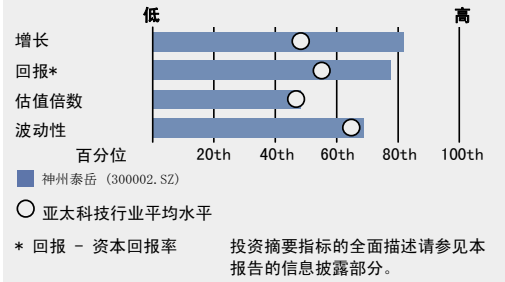 低 高
增长
回报*
估值倍数
波动性
百分位 20th 40th 60th 80th 100th
神州泰岳 (300002.SZ)
亚太科技行业平均水平
* 回报 - 资本回报率 投资摘要指标的全面描述请参见本
报告的信息披露部分。